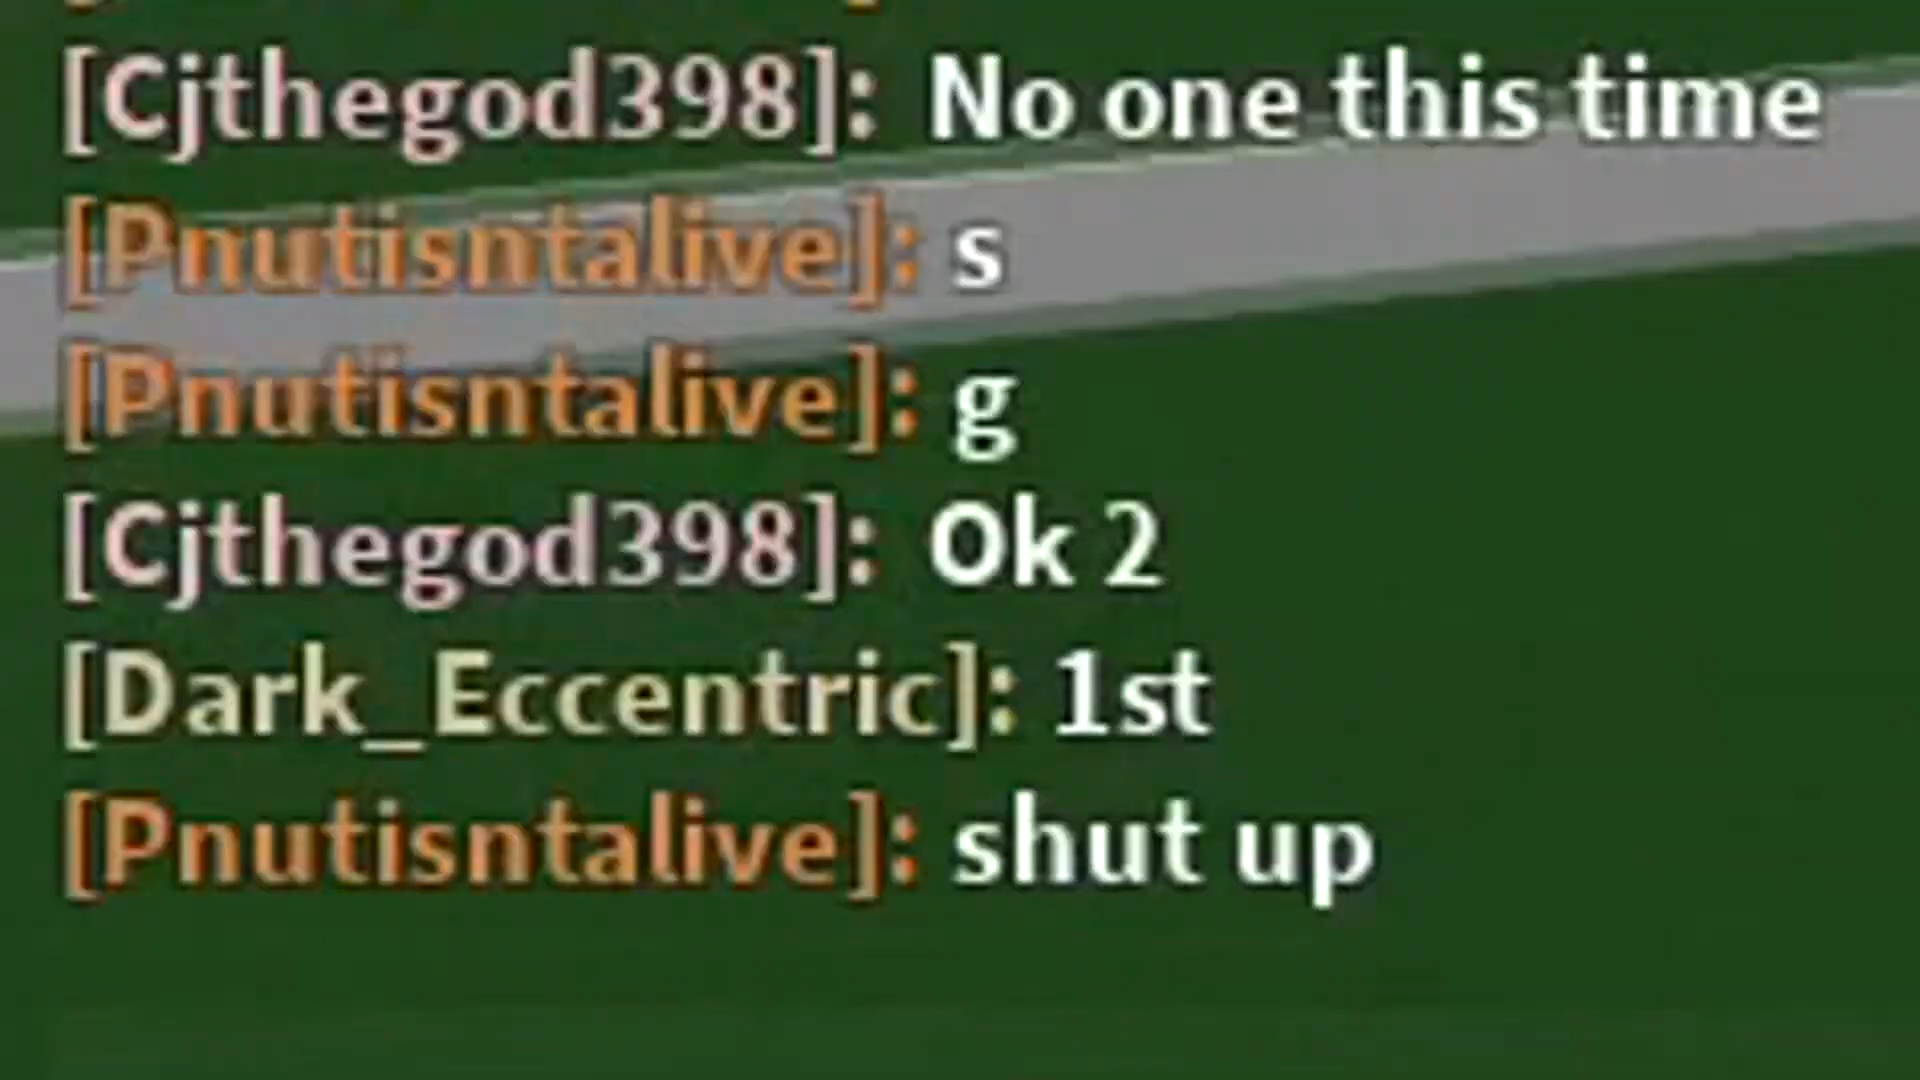 [Cjthegod398]: No one this time
[Pnutisntalive]: s
[Pnutisntalive]: g
[Cjthegod398]: Ok 2
[Dark_Eccentric]: 1st
[Pnutisntalive]: shut up